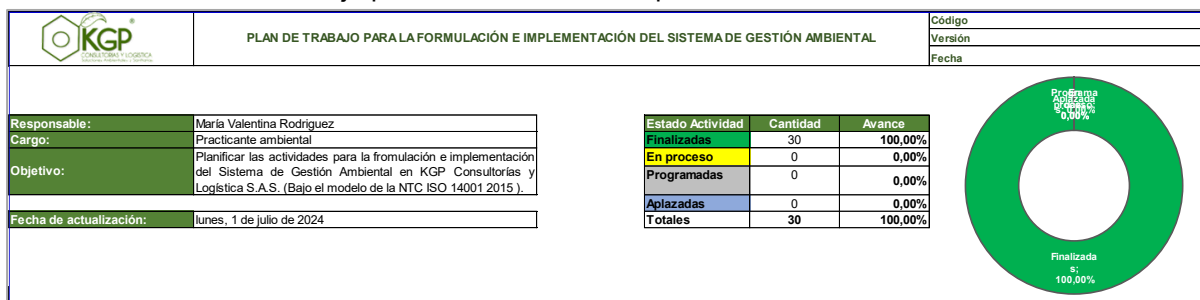 KGP
CONSULTORIAS Y LOGISTICA
PLAN DE TRABAJO PARA LA FORMULACIÓN E IMPLEMENTACIÓN DEL SISTEMA DE GESTIÓN AMBIENTAL
Código
Versión
Fecha
Responsable: María Valentina Rodriguez
Cargo: Practicante ambiental
Objetivo: Planificar las actividades para la fromulación e implementación
del Sistema de Gestión Ambiental en KGP Consultorías y
Logística S.A.S. (Bajo el modelo de la NTC ISO 14001 2015 ).
Fecha de actualización: lunes, 1 de julio de 2024
Estado Actividad Cantidad Avance
Finalizadas 30 100,00%
En proceso 0 0,00%
Programadas 0 0,00%
Aplazadas 0 0,00%
Totales 30 100,00%
0,00%
Finalizada
s;
100,00%